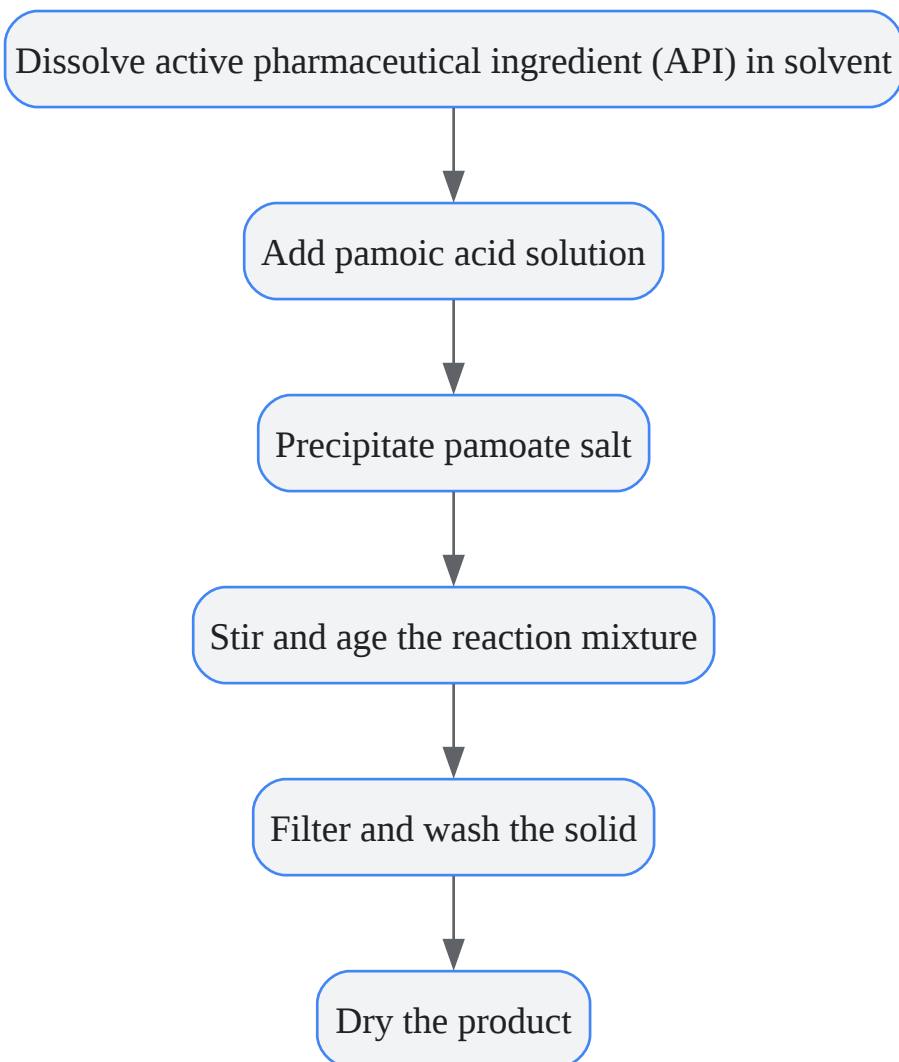 Dissolve active pharmaceutical ingredient (API) in solvent
Add pamoic acid solution
Precipitate pamoate salt
Stir and age the reaction mixture
Filter and wash the solid
Dry the product